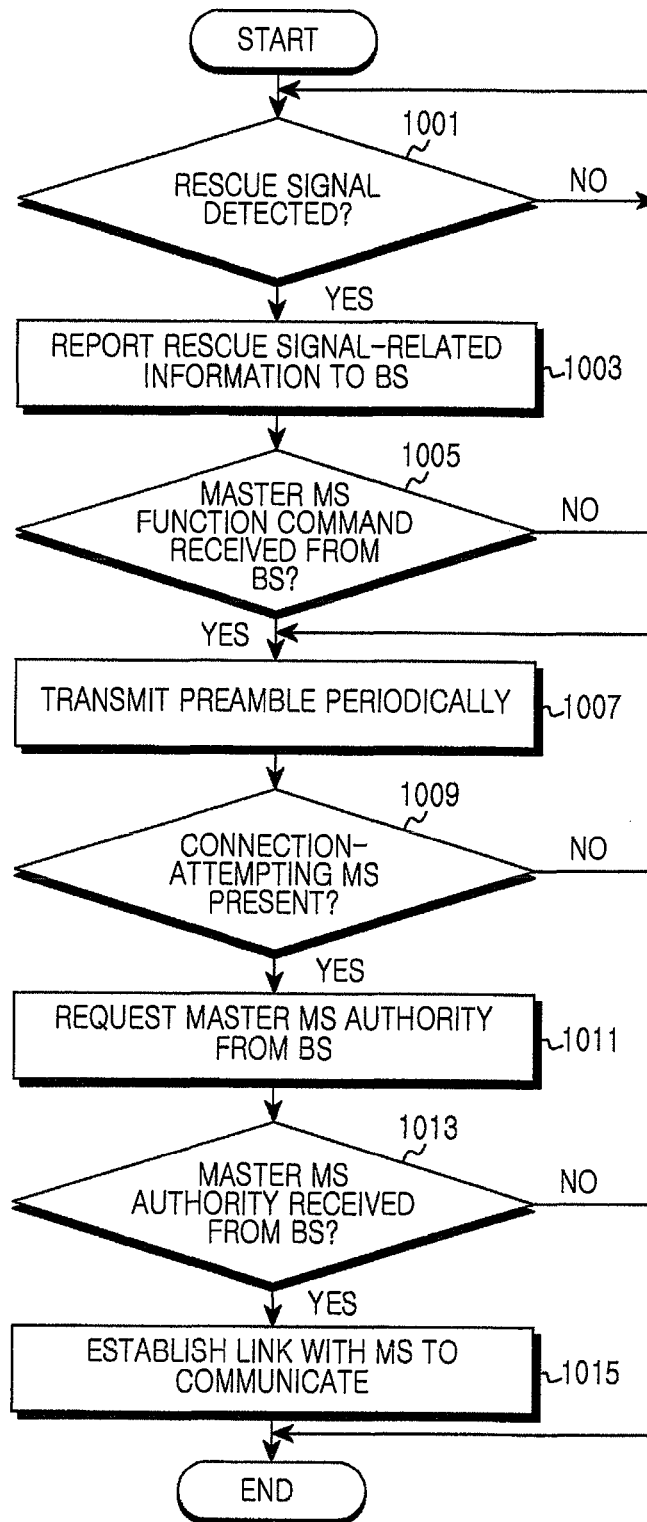 START
1001
RESCUE SIGNAL
DETECTED?
NO
YES
REPORT RESCUE SIGNAL-RELATED
INFORMATION TO BS
1003
1005
MASTER MS
FUNCTION COMMAND
RECEIVED FROM
BS?
NO
YES
TRANSMIT PREAMBLE PERIODICALLY
1007
1009
CONNECTION-
ATTEMPTING MS
PRESENT?
NO
YES
REQUEST MASTER MS AUTHORITY
FROM BS
1011
1013
MASTER MS
AUTHORITY RECEIVED
FROM BS?
NO
YES
ESTABLISH LINK WITH MS TO
COMMUNICATE
1015
END